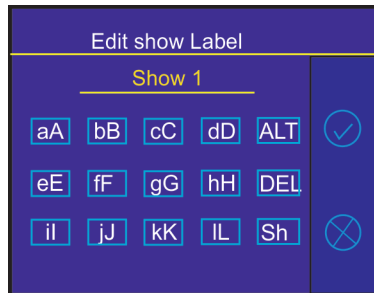 Edit show Label
Show 1
aA bB cC dD ALT
eE fF gG hH DEL
iI jJ kK lL Sh